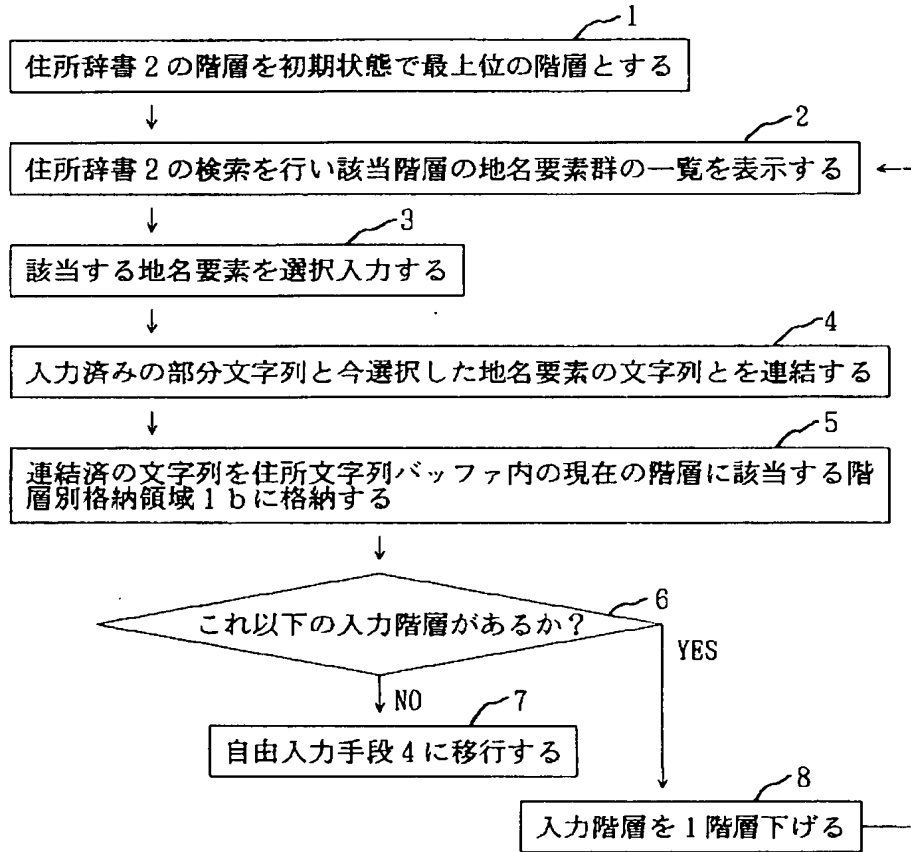 1
住所辞書2の階層を初期状態で最上位の階層とする
↓
2
住所辞書2の検索を行い該当階層の地名要素群の一覧を表示する
↓
3
該当する地名要素を選択入力する
↓
4
入力済みの部分文字列と今選択した地名要素の文字列とを連結する
↓
5
連結済の文字列を住所文字列バッファ内の現在の階層に該当する階
層別格納領域1bに格納する
↓
6
これ以下の入力階層があるか?
YES
NO
7
自由入力手段4に移行する
8
入力階層を1階層下げる